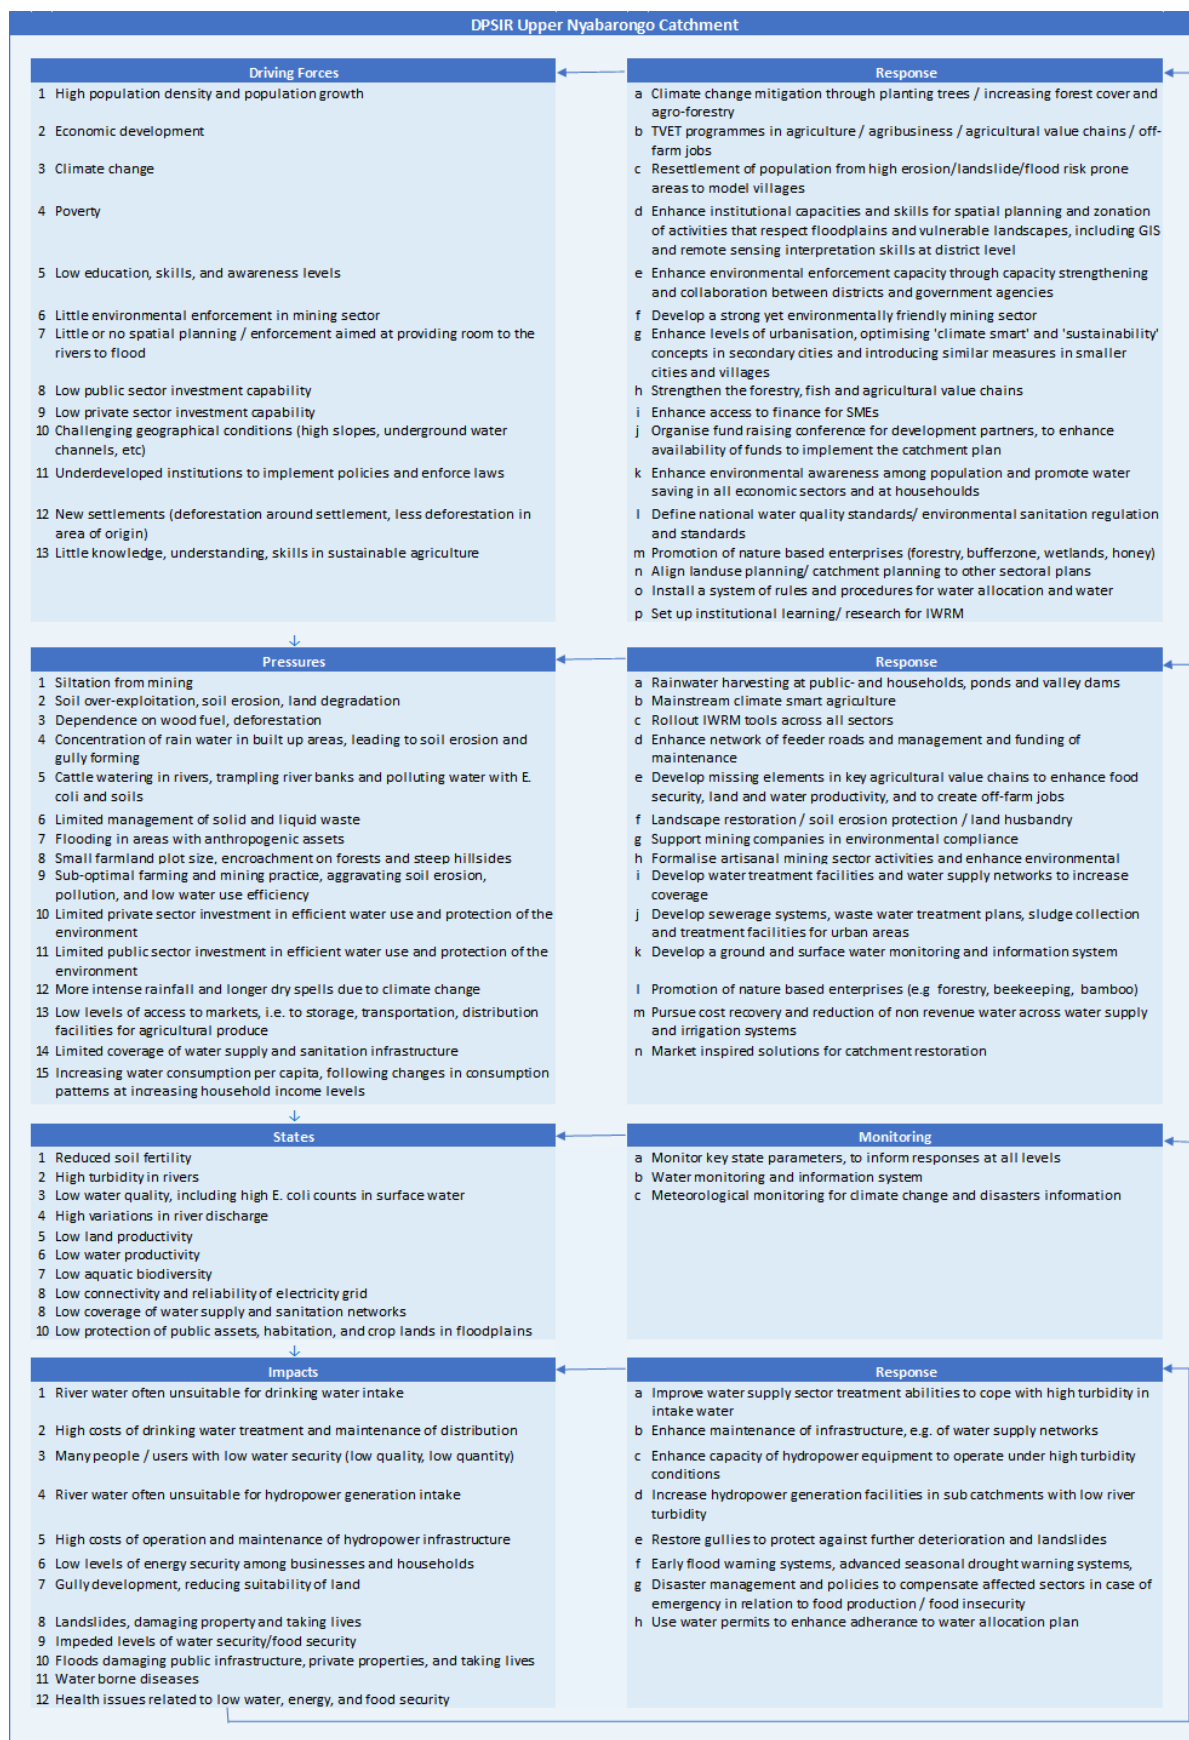 DPSIR Upper Nyabarongo Catchment
Driving Forces
1 High population density and population growth
2 Economic development
3 Climate change
4 Poverty
5 Low education, skills, and awareness levels
6 Little environmental enforcement in mining sector
7 Little or no spatial planning / enforcement aimed at providing room to the
rivers to flood
8 Low public sector investment capability
9 Low private sector investment capability
10 Challenging geographical conditions (high slopes, underground water
channels, etc)
11 Underdeveloped institutions to implement policies and enforce laws
12 New settlements (deforestation around settlement, less deforestation in
area of origin)
13 Little knowledge, understanding, skills in sustainable agriculture
Response
a Climate change mitigation through planting trees / increasing forest cover and
agro-forestry
b TVET programmes in agriculture / agribusiness / agricultural value chains / off-
farm jobs
c Resettlement of population from high erosion/landslide/flood risk prone
areas to model villages
d Enhance institutional capacities and skills for spatial planning and zonation
of activities that respect floodplains and vulnerable landscapes, including GIS
and remote sensing interpretation skills at district level
e Enhance environmental enforcement capacity through capacity strengthening
and collaboration between districts and government agencies
f Develop a strong yet environmentally friendly mining sector
g Enhance levels of urbanisation, optimising 'climate smart' and 'sustainability'
concepts in secondary cities and introducing similar measures in smaller
cities and villages
h Strengthen the forestry, fish and agricultural value chains
i Enhance access to finance for SMEs
j Organise fund raising conference for development partners, to enhance
availability of funds to implement the catchment plan
k Enhance environmental awareness among population and promote water
saving in all economic sectors and at househoulds
l Define national water quality standards/ environmental sanitation regulation
and standards
m Promotion of nature based enterprises (forestry, bufferzone, wetlands, honey)
n Align landuse planning/ catchment planning to other sectoral plans
o Install a system of rules and procedures for water allocation and water
p Set up institutional learning/ research for IWRM
Pressures
1 Siltation from mining
2 Soil over-exploitation, soil erosion, land degradation
3 Dependence on wood fuel, deforestation
4 Concentration of rain water in built up areas, leading to soil erosion and
gully forming
5 Cattle watering in rivers, trampling river banks and polluting water with E.
coli and soils
6 Limited management of solid and liquid waste
7 Flooding in areas with anthropogenic assets
8 Small farmland plot size, encroachment on forests and steep hillsides
9 Sub-optimal farming and mining practice, aggravating soil erosion,
pollution, and low water use efficiency
10 Limited private sector investment in efficient water use and protection of the
environment
11 Limited public sector investment in efficient water use and protection of the
environment
12 More intense rainfall and longer dry spells due to climate change
13 Low levels of access to markets, i.e. to storage, transportation, distribution
facilities for agricultural produce
14 Limited coverage of water supply and sanitation infrastructure
15 Increasing water consumption per capita, following changes in consumption
patterns at increasing household income levels
Response
a Rainwater harvesting at public- and households, ponds and valley dams
b Mainstream climate smart agriculture
c Rollout IWRM tools across all sectors
d Enhance network of feeder roads and management and funding of
maintenance
e Develop missing elements in key agricultural value chains to enhance food
security, land and water productivity, and to create off-farm jobs
f Landscape restoration / soil erosion protection / land husbandry
g Support mining companies in environmental compliance
h Formalise artisanal mining sector activities and enhance environmental
i Develop water treatment facilities and water supply networks to increase
coverage
j Develop sewerage systems, waste water treatment plans, sludge collection
and treatment facilities for urban areas
k Develop a ground and surface water monitoring and information system
l Promotion of nature based enterprises (e.g forestry, beekeeping, bamboo)
m Pursue cost recovery and reduction of non revenue water across water supply
and irrigation systems
n Market inspired solutions for catchment restoration
States
1 Reduced soil fertility
2 High turbidity in rivers
3 Low water quality, including high E. coli counts in surface water
4 High variations in river discharge
5 Low land productivity
6 Low water productivity
7 Low aquatic biodiversity
8 Low connectivity and reliability of electricity grid
8 Low coverage of water supply and sanitation networks
10 Low protection of public assets, habitation, and crop lands in floodplains
Monitoring
a Monitor key state parameters, to inform responses at all levels
b Water monitoring and information system
c Meteorological monitoring for climate change and disasters information
Impacts
1 River water often unsuitable for drinking water intake
2 High costs of drinking water treatment and maintenance of distribution
3 Many people / users with low water security (low quality, low quantity)
4 River water often unsuitable for hydropower generation intake
5 High costs of operation and maintenance of hydropower infrastructure
6 Low levels of energy security among businesses and households
7 Gully development, reducing suitability of land
8 Landslides, damaging property and taking lives
9 Impeded levels of water security/food security
10 Floods damaging public infrastructure, private properties, and taking lives
11 Water borne diseases
12 Health issues related to low water, energy, and food security
Response
a Improve water supply sector treatment abilities to cope with high turbidity in
intake water
b Enhance maintenance of infrastructure, e.g. of water supply networks
c Enhance capacity of hydropower equipment to operate under high turbidity
conditions
d Increase hydropower generation facilities in sub catchments with low river
turbidity
e Restore gullies to protect against further deterioration and landslides
f Early flood warning systems, advanced seasonal drought warning systems,
g Disaster management and policies to compensate affected sectors in case of
emergency in relation to food production / food insecurity
h Use water permits to enhance adherence to water allocation plan